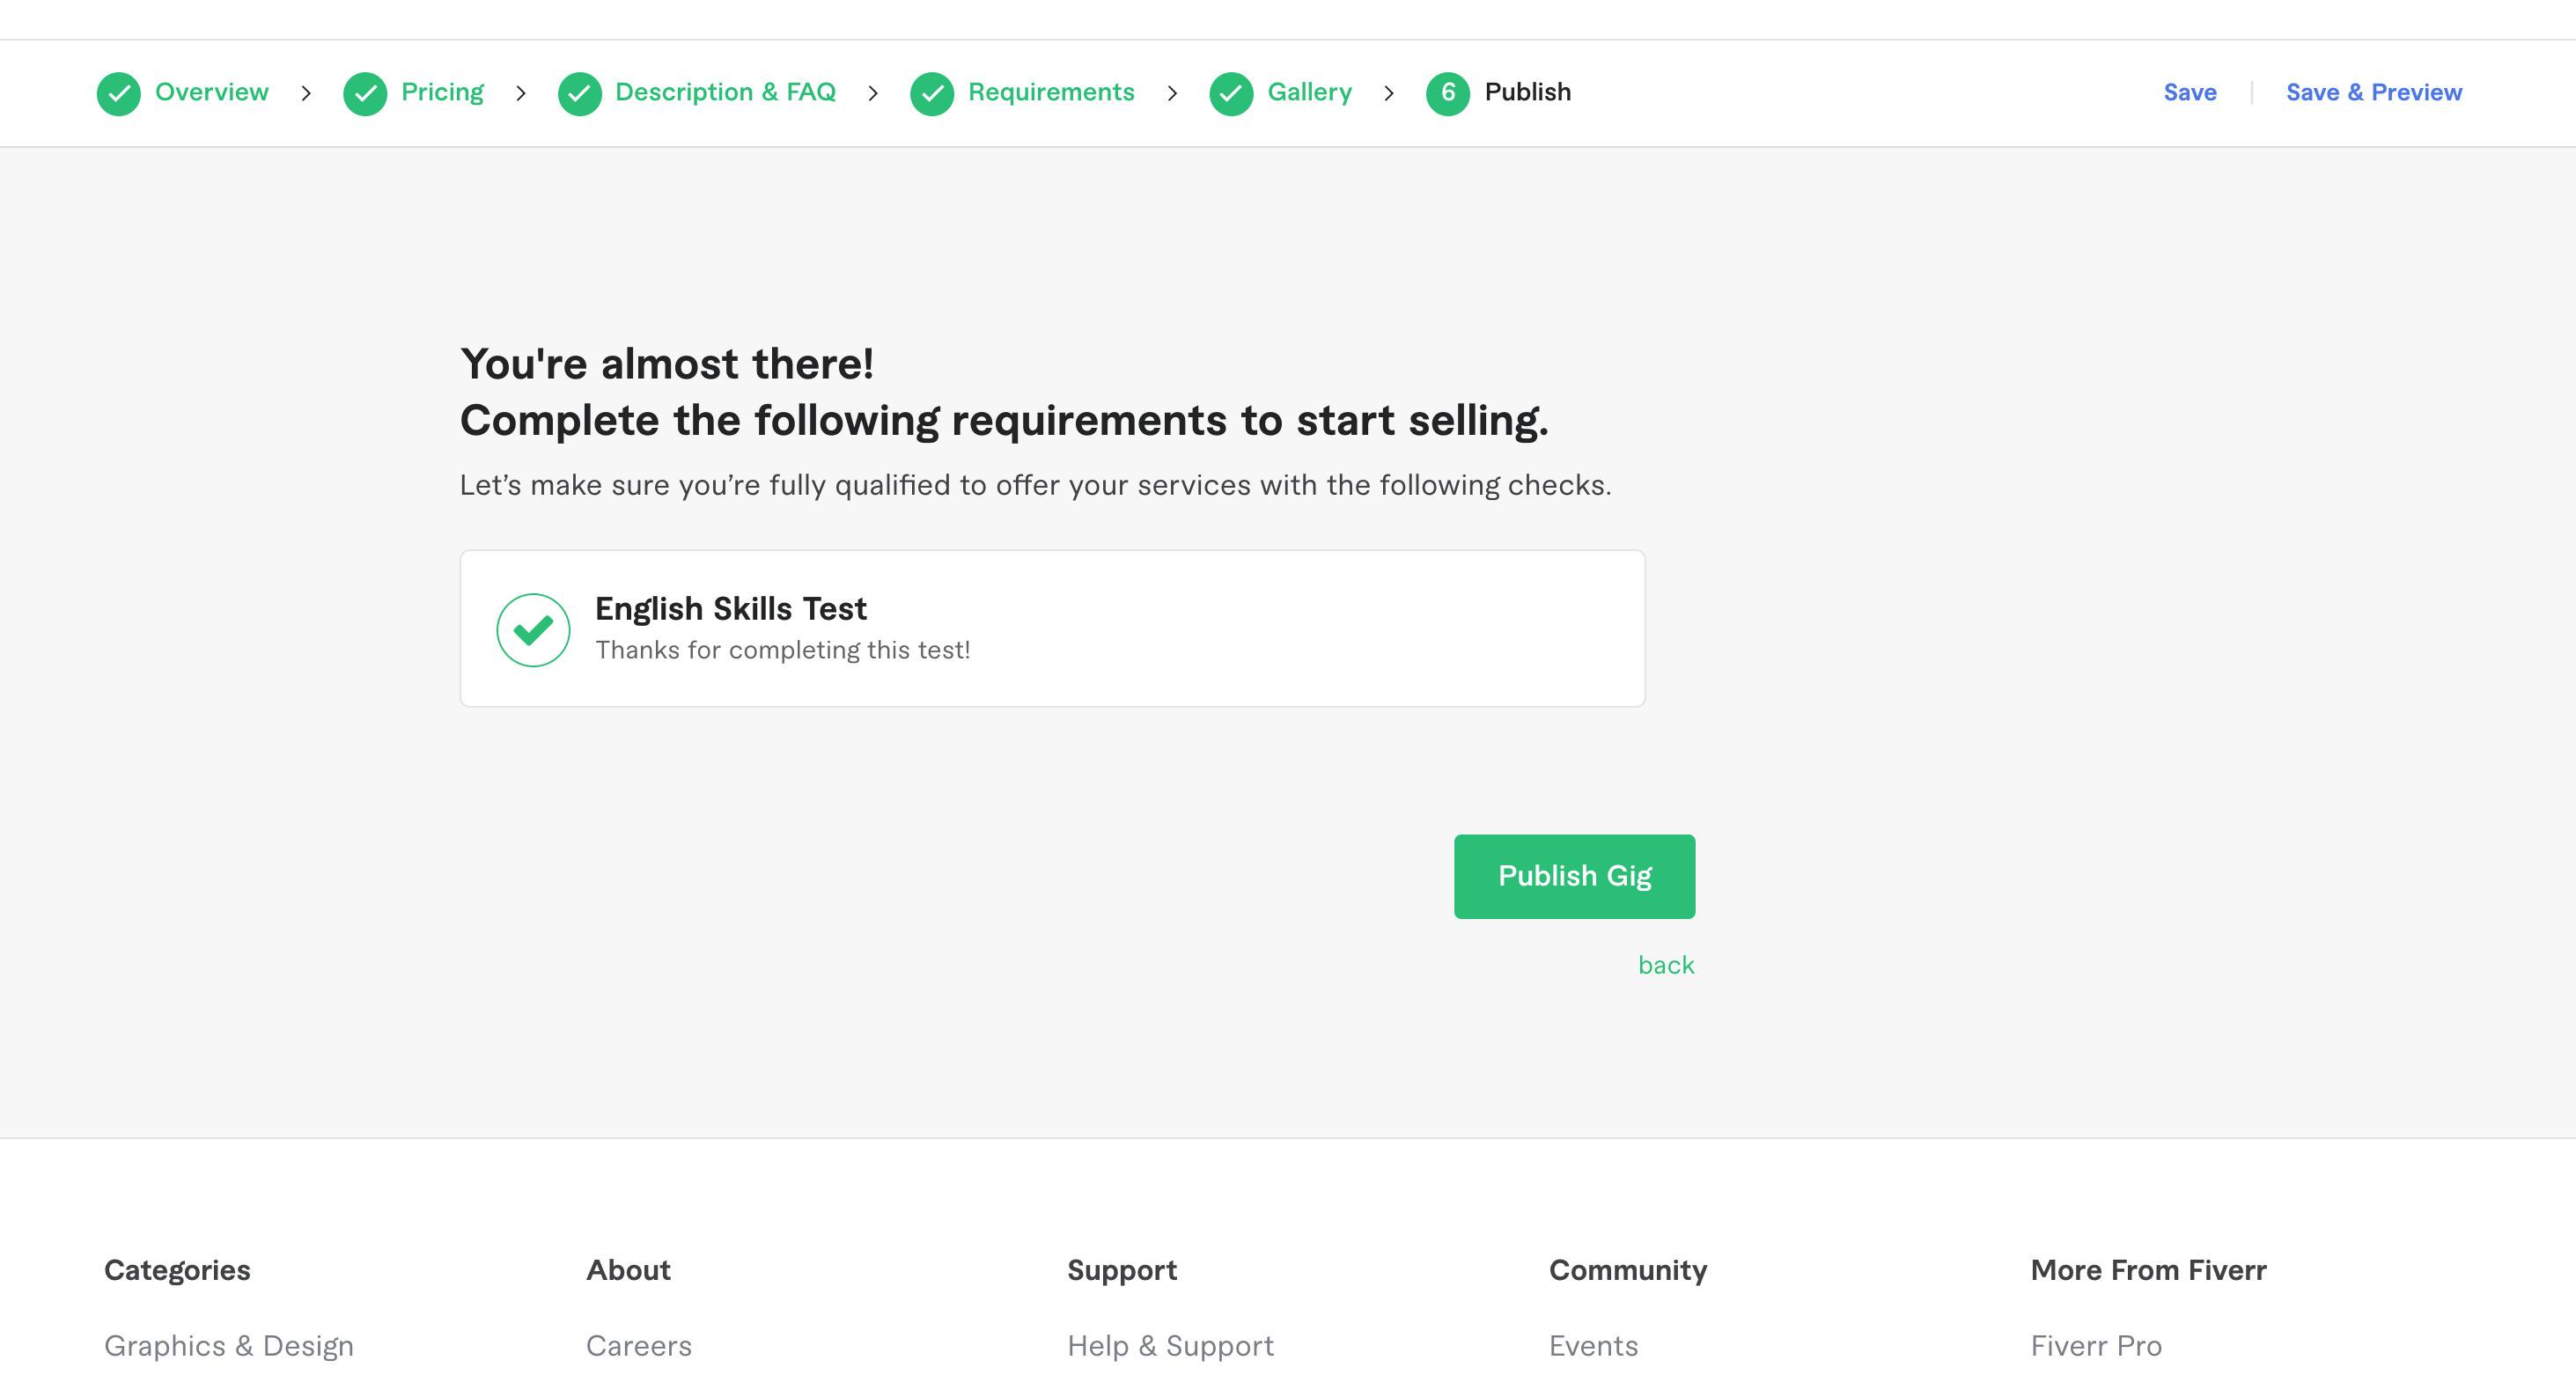 Overview > Pricing > Description & FAQ > Requirements > Gallery > 6 Publish Save | Save & Preview
You're almost there!
Complete the following requirements to start selling.
Let’s make sure you’re fully qualified to offer your services with the following checks.
English Skills Test
Thanks for completing this test!
Publish Gig
back
Categories About Support Community More From Fiverr
Graphics & Design Careers Help & Support Events Fiverr Pro